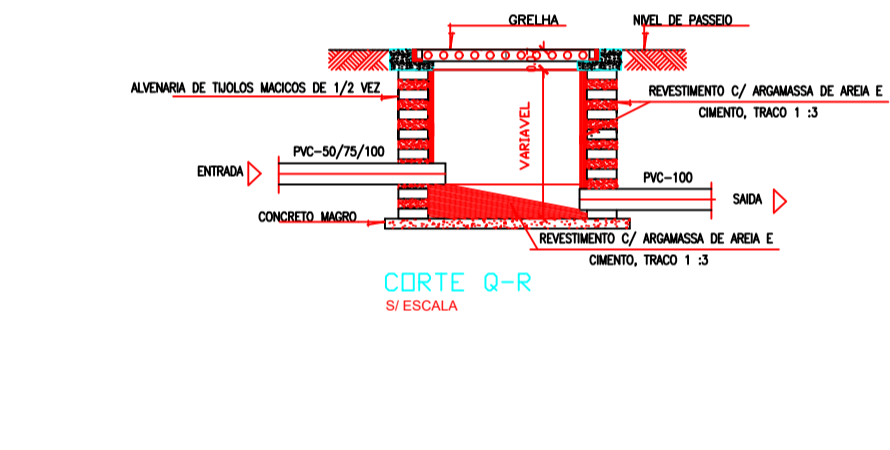 GRELHA
NIVEL DE PASSEIO
ALVENARIA DE TIJOLOS MACICOS DE 1/2 VEZ
REVESTIMENTO C/ ARGAMASSA DE AREIA E
CIMENTO, TRACO 1 :3
VARIAVEL
PVC-50/75/100
ENTRADA
PVC-100
SAIDA
CONCRETO MAGRO
REVESTIMENTO C/ ARGAMASSA DE AREIA E
CIMENTO, TRACO 1 :3
CORTE Q-R
S/ ESCALA